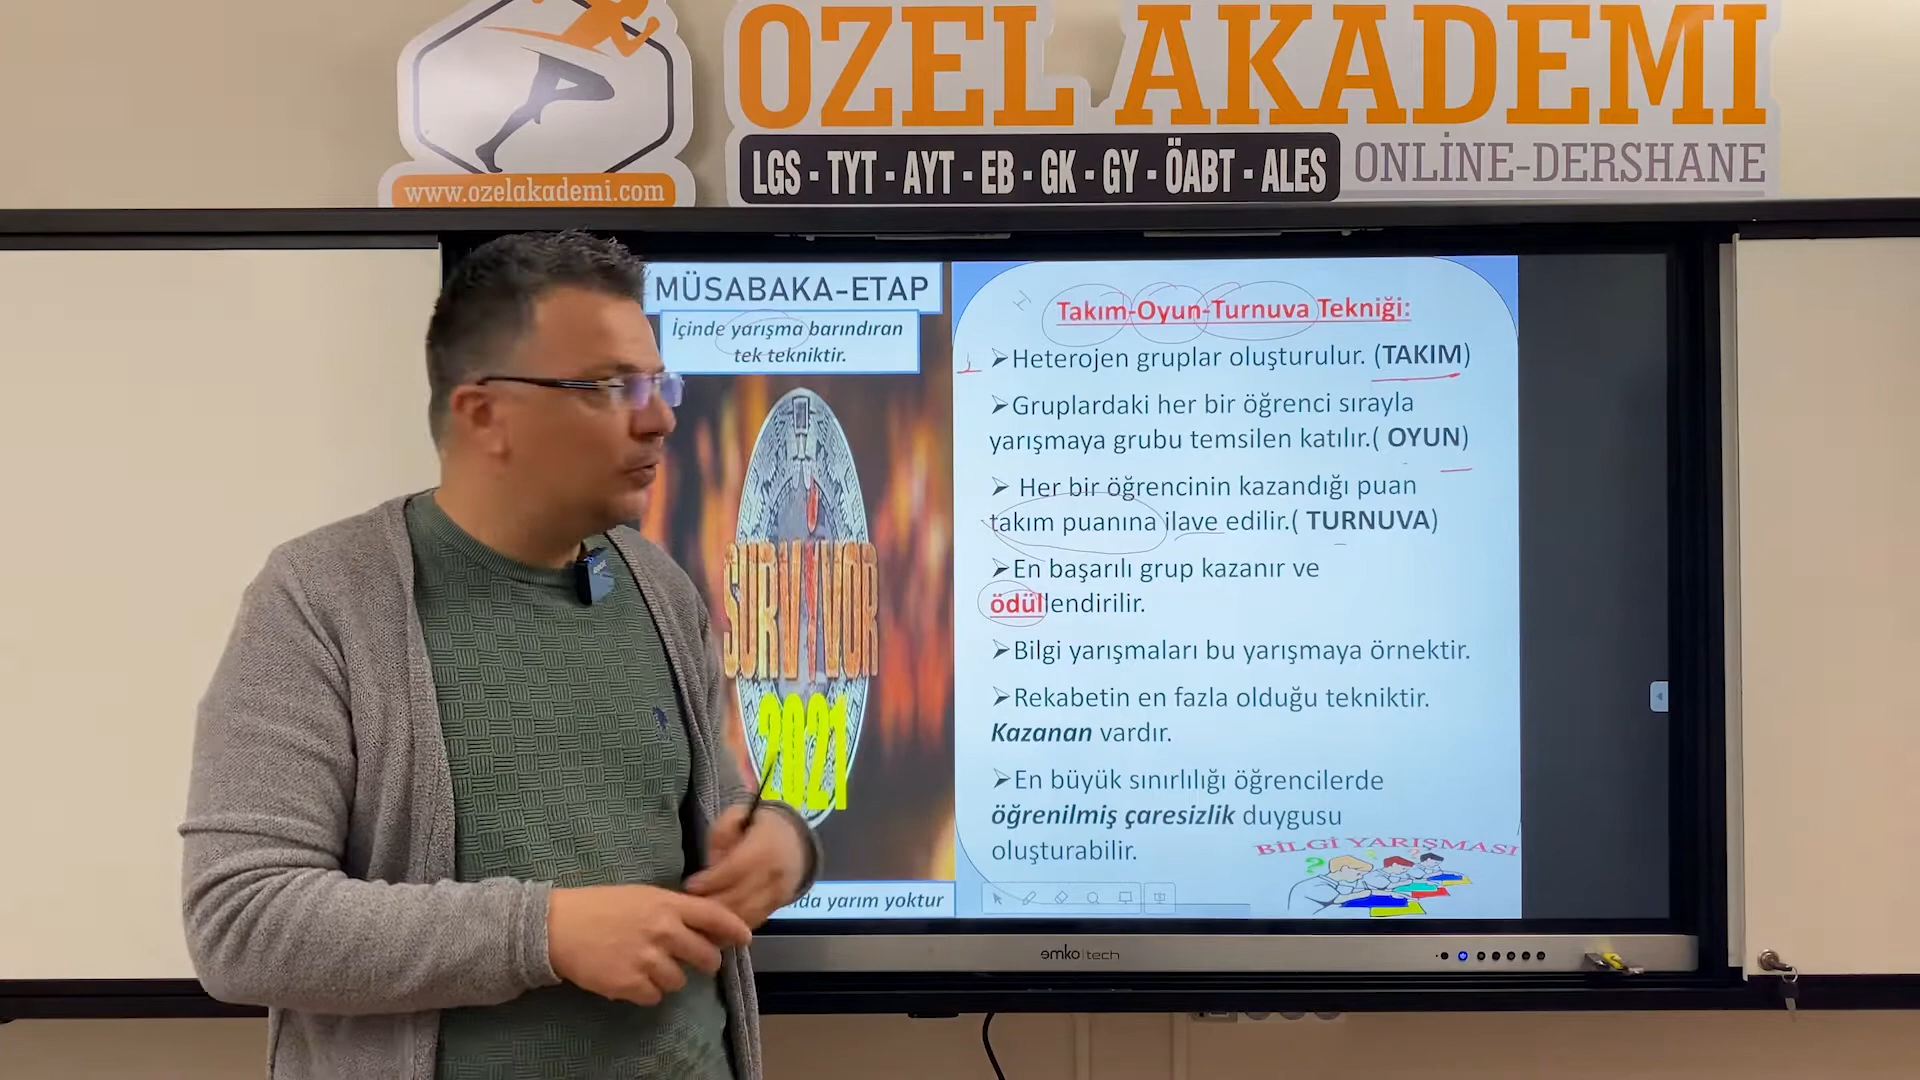 OZEL AKADEMİ
LGS - TYT - AYT - EB - GK - GY - ÖABT - ALES
ONLİNE-DERSHANE
www.ozelakademi.com
MÜSABAKA-ETAP
İçinde yarışma barındıran
tek tekniktir.
SURVIVOR
2021
da yarım yoktur
Takım-Oyun-Turnuva Tekniği:
➢Heterojen gruplar oluşturulur. (TAKIM)
➢Gruplardaki her bir öğrenci sırayla
yarışmaya grubu temsilen katılır.( OYUN)
➢ Her bir öğrencinin kazandığı puan
takım puanına ilave edilir.( TURNUVA)
➢En başarılı grup kazanır ve
ödüllendirilir.
➢Bilgi yarışmaları bu yarışmaya örnektir.
➢Rekabetin en fazla olduğu tekniktir.
Kazanan vardır.
➢En büyük sınırlılığı öğrencilerde
öğrenilmiş çaresizlik duygusu
oluşturabilir.
BİLGİ YARIŞMASI
emko|tech